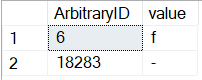 ArbitraryID value
1 6 f
2 18283 -